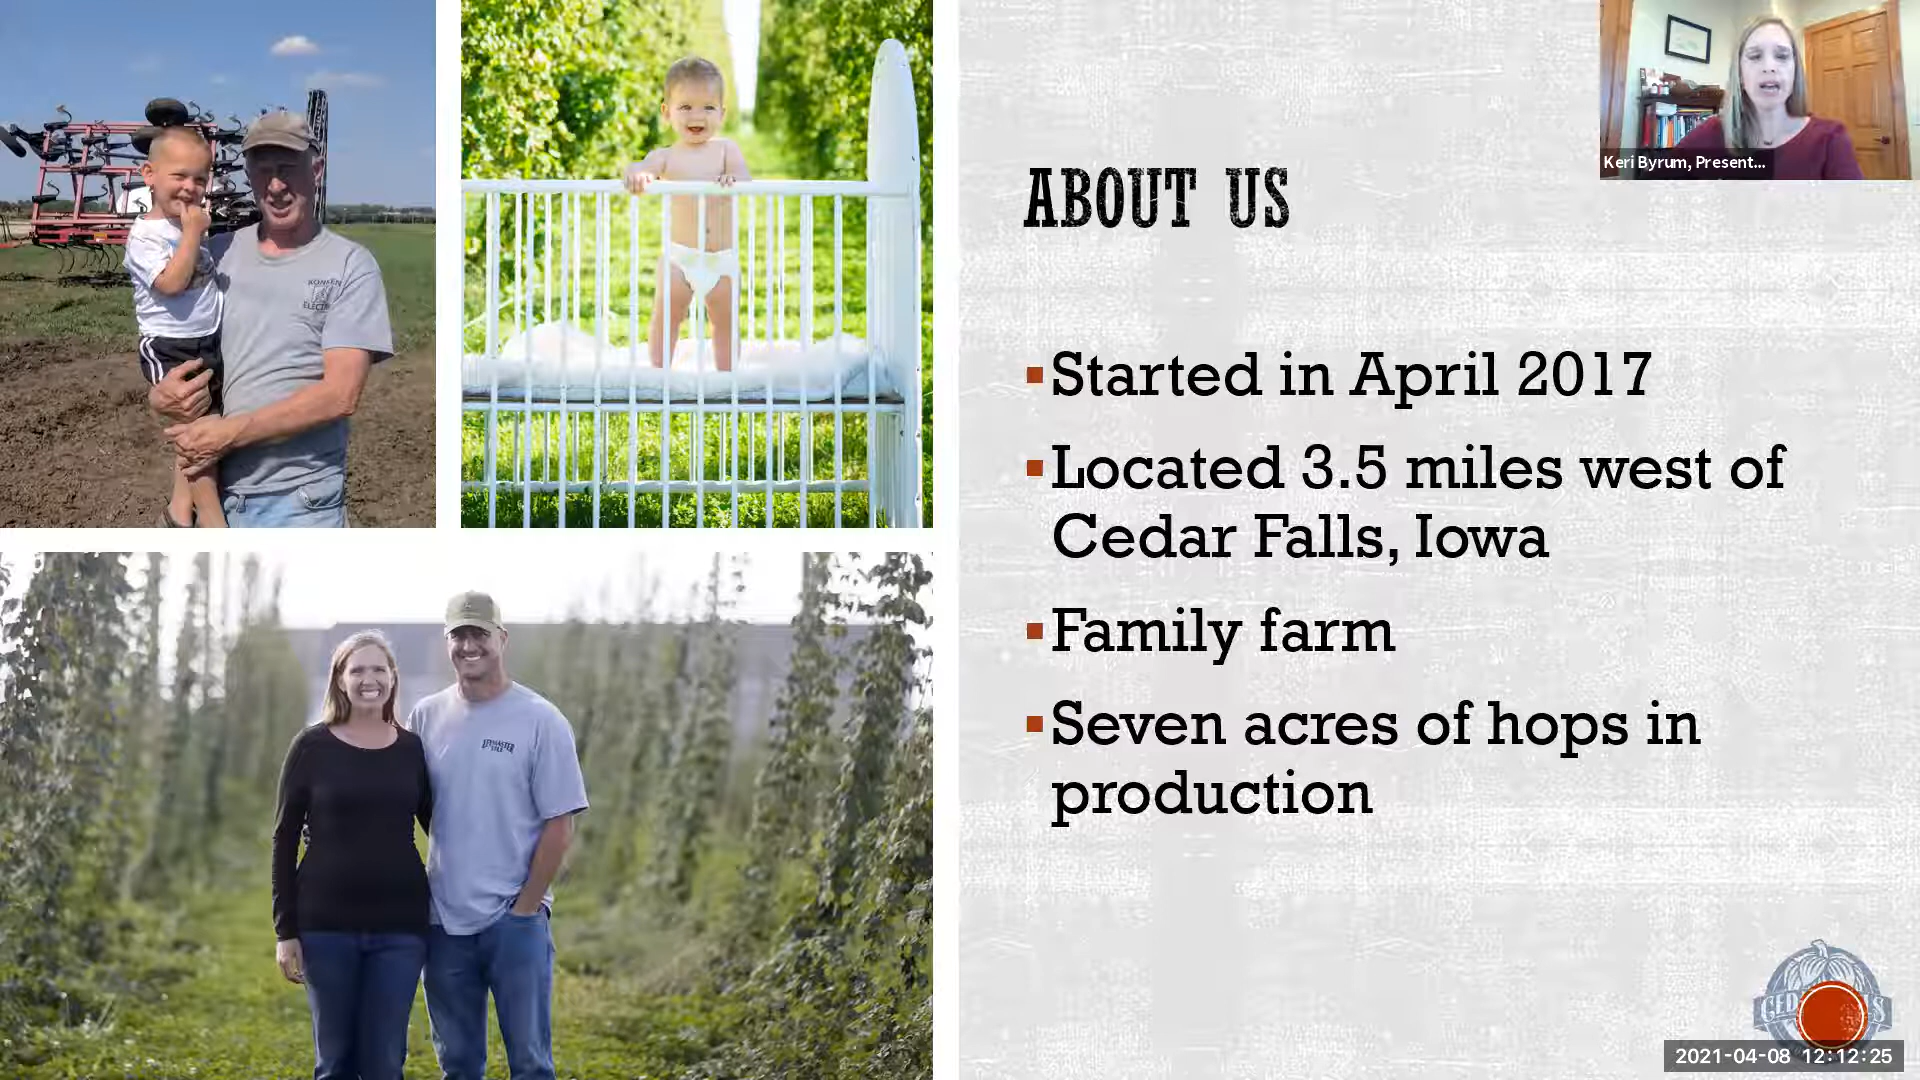 Keri Byrum, Present...
ABOUT US
Started in April 2017
Located 3.5 miles west of
Cedar Falls, Iowa
Family farm
Seven acres of hops in
production
2021-04-08 12:12:25